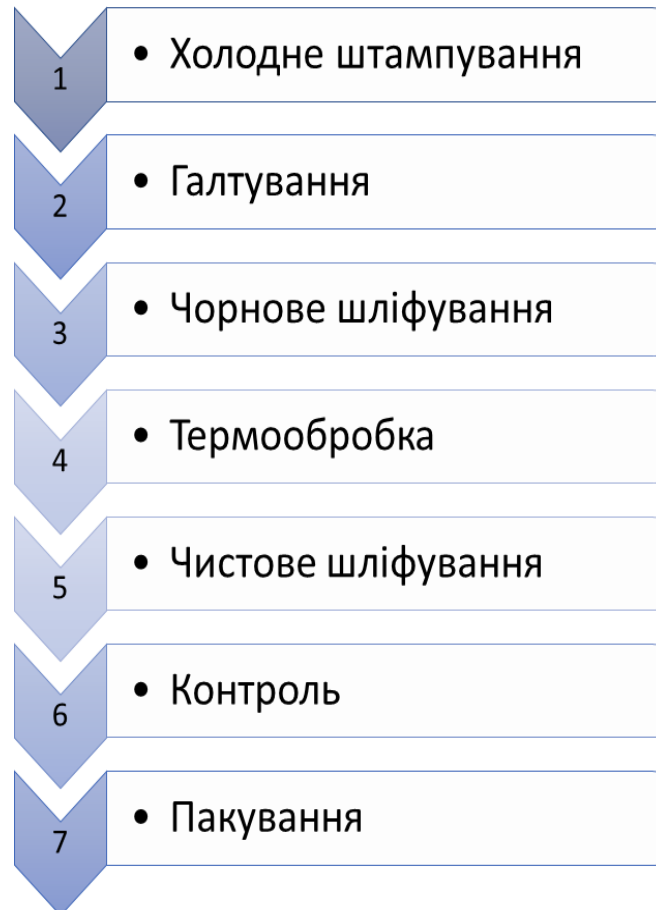 1
• Холодне штампування
2
• Галтування
3
• Чорнове шліфування
4
• Термообробка
5
• Чистове шліфування
6
• Контроль
7
• Пакування